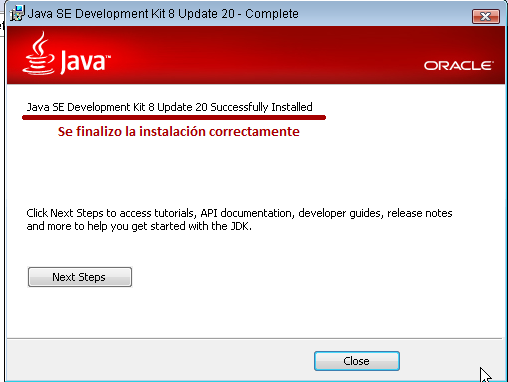 Java SE Development Kit 8 Update 20 - Complete
Java™
ORACLE
Java SE Development Kit 8 Update 20 Successfully Installed
Se finalizo la instalación correctamente
Click Next Steps to access tutorials, API documentation, developer guides, release notes
and more to help you get started with the JDK.
Next Steps
Close